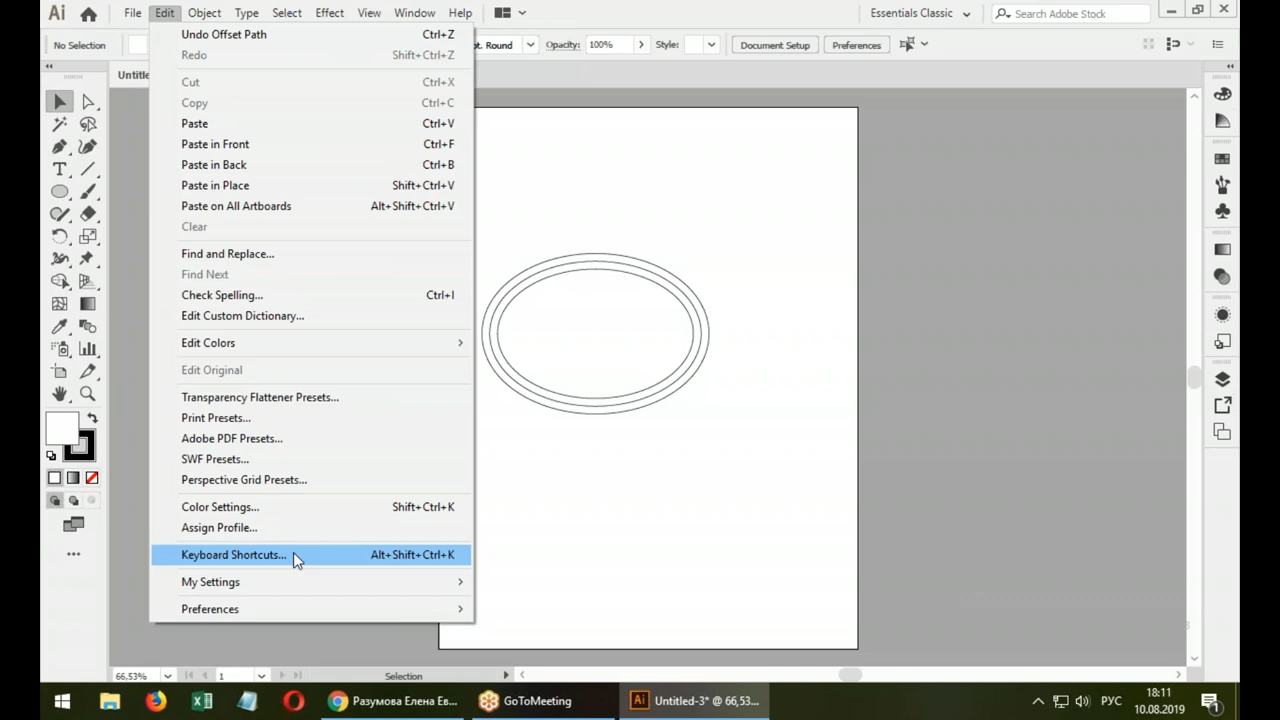 Ai File Edit Object Type Select Effect View Window Help Essentials Classic Search Adobe Stock
No Selection pt. Round Opacity: 100% Style: Document Setup Preferences
Undo Offset Path Ctrl+Z
Redo Shift+Ctrl+Z
Cut Ctrl+X
Copy Ctrl+C
Paste Ctrl+V
Paste in Front Ctrl+F
Paste in Back Ctrl+B
Paste in Place Shift+Ctrl+V
Paste on All Artboards Alt+Shift+Ctrl+V
Clear
Find and Replace...
Find Next
Check Spelling... Ctrl+I
Edit Custom Dictionary...
Edit Colors
Edit Original
Transparency Flattener Presets...
Print Presets...
Adobe PDF Presets...
SWF Presets...
Perspective Grid Presets...
Color Settings... Shift+Ctrl+K
Assign Profile...
Keyboard Shortcuts... Alt+Shift+Ctrl+K
My Settings
Preferences
66,53% 1 Selection
Разумова Елена Ев... GoToMeeting Ai Untitled-3* @ 66,53... РУС 18:11
10.08.2019 1